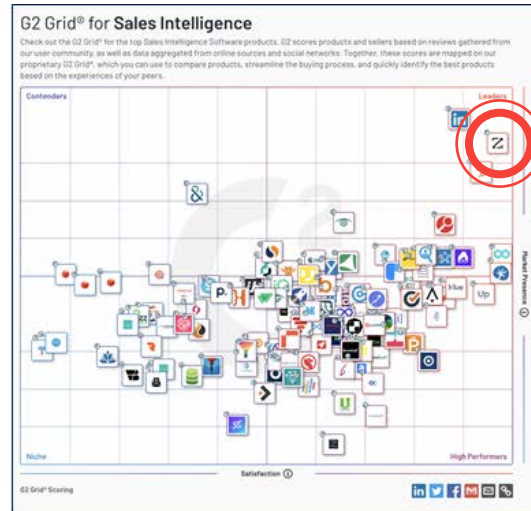 G2 Grid® for Sales Intelligence
Check out the G2 Grid® for the top Sales Intelligence Software products. G2 scores products and sellers based on reviews gathered from
our user community, as well as data aggregated from online sources and social networks. Together, these scores are mapped on our
proprietary G2 Grid®, which you can use to compare products, streamline the buying process, and quickly identify the best products
based on the experiences of your peers.
Contenders
Leaders
in
Z
&
Market Presence
p.
blue
Up
Niche
High Performers
Satisfaction
G2 Grid® Scoring